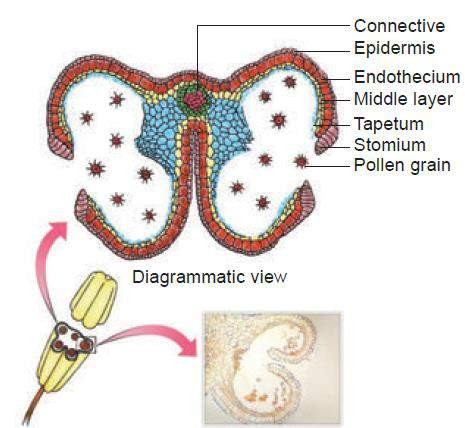 Connective
Epidermis
Endothecium
Middle layer
Tapetum
Stomium
Pollen grain
Diagrammatic view